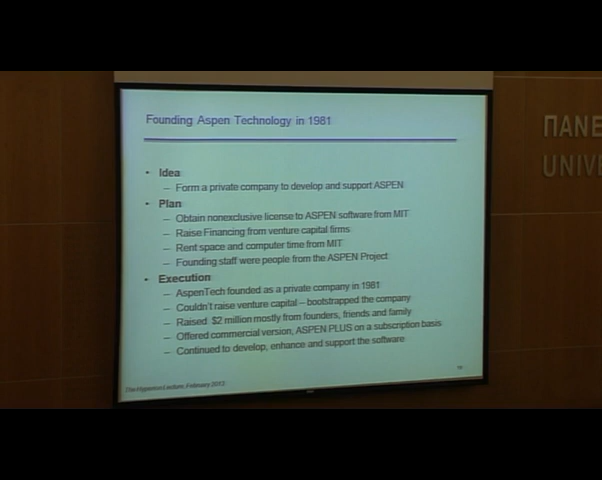 Founding Aspen Technology in 1981
ΠΑΝΕ
UNIVE
• Idea
– Form a private company to develop and support ASPEN
• Plan
– Obtain nonexclusive license to ASPEN software from MIT
– Raise Financing from venture capital firms
– Rent space and computer time from MIT
– Founding staff were people from the ASPEN Project
• Execution
– AspenTech founded as a private company in 1981
– Couldn't raise venture capital – bootstrapped the company
– Raised $2 million mostly from founders, friends and family
– Offered commercial version, ASPEN PLUS on a subscription basis
– Continued to develop, enhance and support the software
Lecture, February 2012